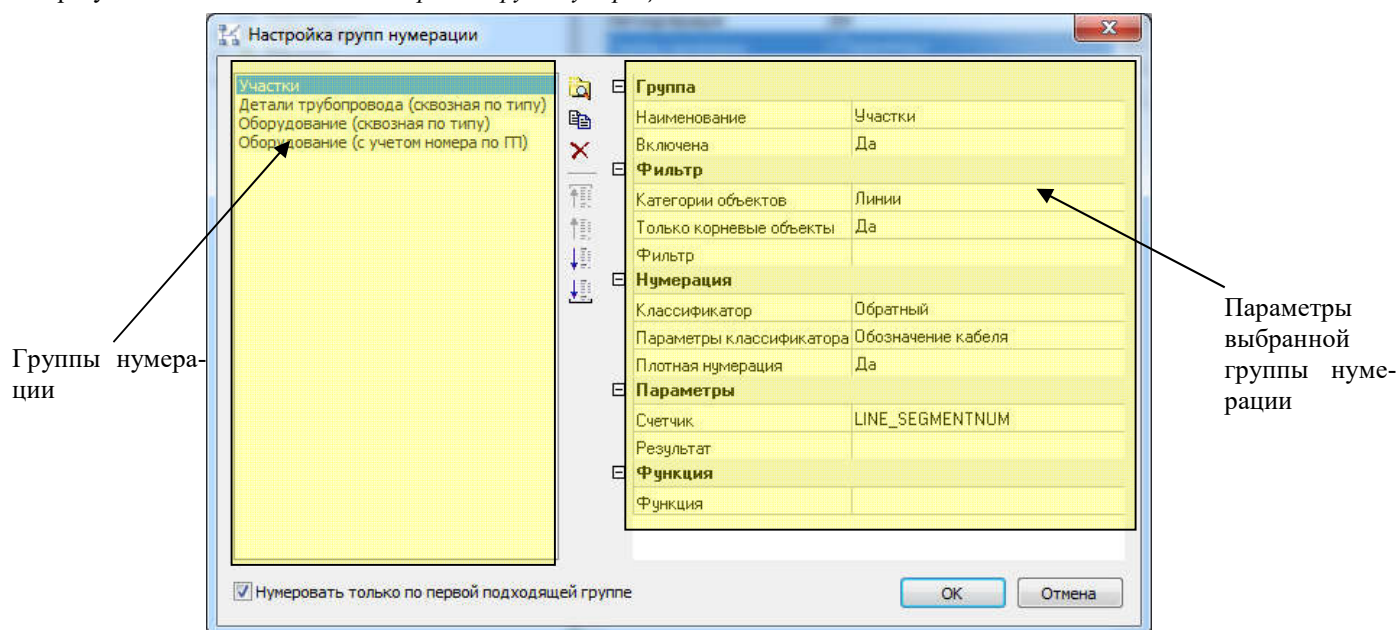 Настройка групп нумерации
Участки
Детали трубопровода (сквозная по типу)
Оборудование (сквозная по типу)
Оборудование (с учетом номера по ГП)
Группа
Наименование Участки
Включена Да
Фильтр
Категории объектов Линии
Только корневые объекты Да
Фильтр
Нумерация
Классификатор Обратный
Параметры классификатора Обозначение кабеля
Плотная нумерация Да
Параметры
Счетчик LINE_SEGMENTNUM
Результат
Функция
Функция
Нумеровать только по первой подходящей группе
OK Отмена
Группы нумера-
ции
Параметры
выбранной
группы нуме-
рации